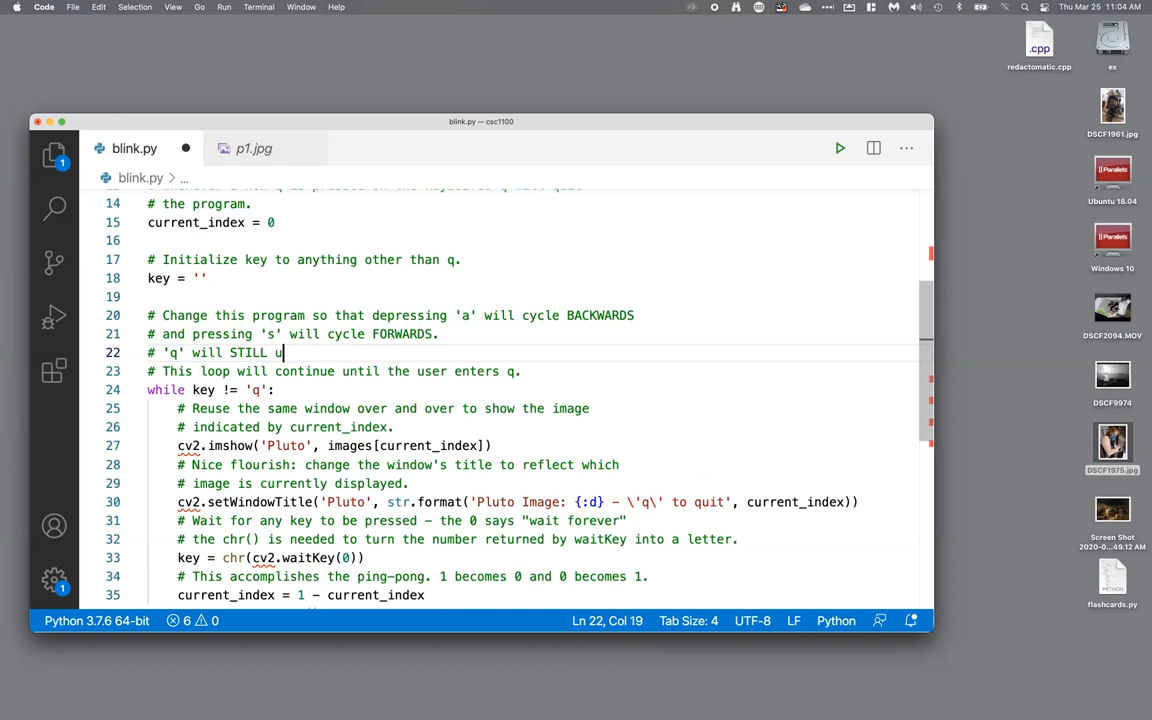 Code File Edit Selection View Go Run Terminal Window Help Thu Mar 25 11:04 AM
redactomatic.cpp
ex
DSCF1961.jpg
Ubuntu 18.04
Windows 10
DSCF2094.MOV
DSCF9974
DSCF1975.jpg
Screen Shot
2020-0...49.12 AM
flashcards.py
.cpp
|| Parallels
|| Parallels
PYTHON
blink.py — csc1100
blink.py p1.jpg
blink.py > ...
14 # the program.
15 current_index = 0
16
17 # Initialize key to anything other than q.
18 key = ''
19
20 # Change this program so that depressing 'a' will cycle BACKWARDS
21 # and pressing 's' will cycle FORWARDS.
22 # 'q' will STILL u
23 # This loop will continue until the user enters q.
24 while key != 'q':
25 # Reuse the same window over and over to show the image
26 # indicated by current_index.
27 cv2.imshow('Pluto', images[current_index])
28 # Nice flourish: change the window's title to reflect which
29 # image is currently displayed.
30 cv2.setWindowTitle('Pluto', str.format('Pluto Image: {:d} - \'q\' to quit', current_index))
31 # Wait for any key to be pressed - the 0 says "wait forever"
32 # the chr() is needed to turn the number returned by waitKey into a letter.
33 key = chr(cv2.waitKey(0))
34 # This accomplishes the ping-pong. 1 becomes 0 and 0 becomes 1.
35 current_index = 1 - current_index
1
1
Python 3.7.6 64-bit 6 0 Ln 22, Col 19 Tab Size: 4 UTF-8 LF Python